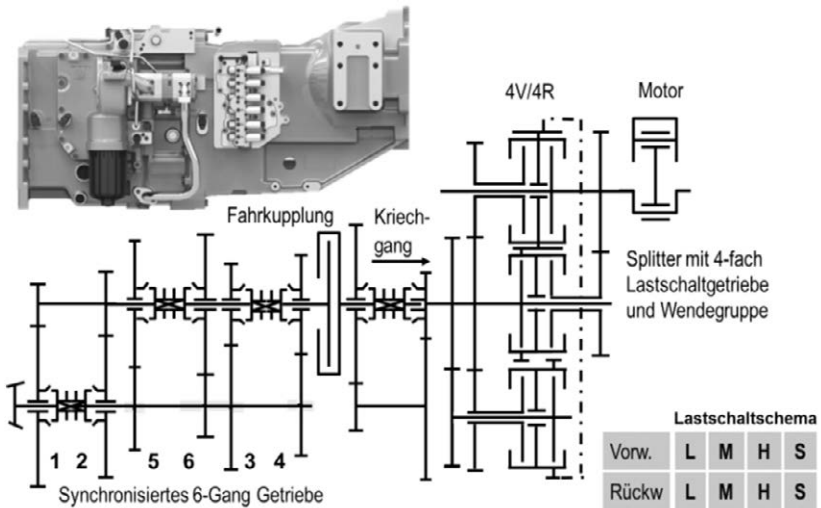 4V/4R
Motor
Fahrkupplung
Kriech-
gang
Splitter mit 4-fach
Lastschaltgetriebe
und Wendegruppe
1 2 5 6 3 4
Synchronisiertes 6-Gang Getriebe
Lastschaltschema
Vorw. L M H S
Rückw L M H S